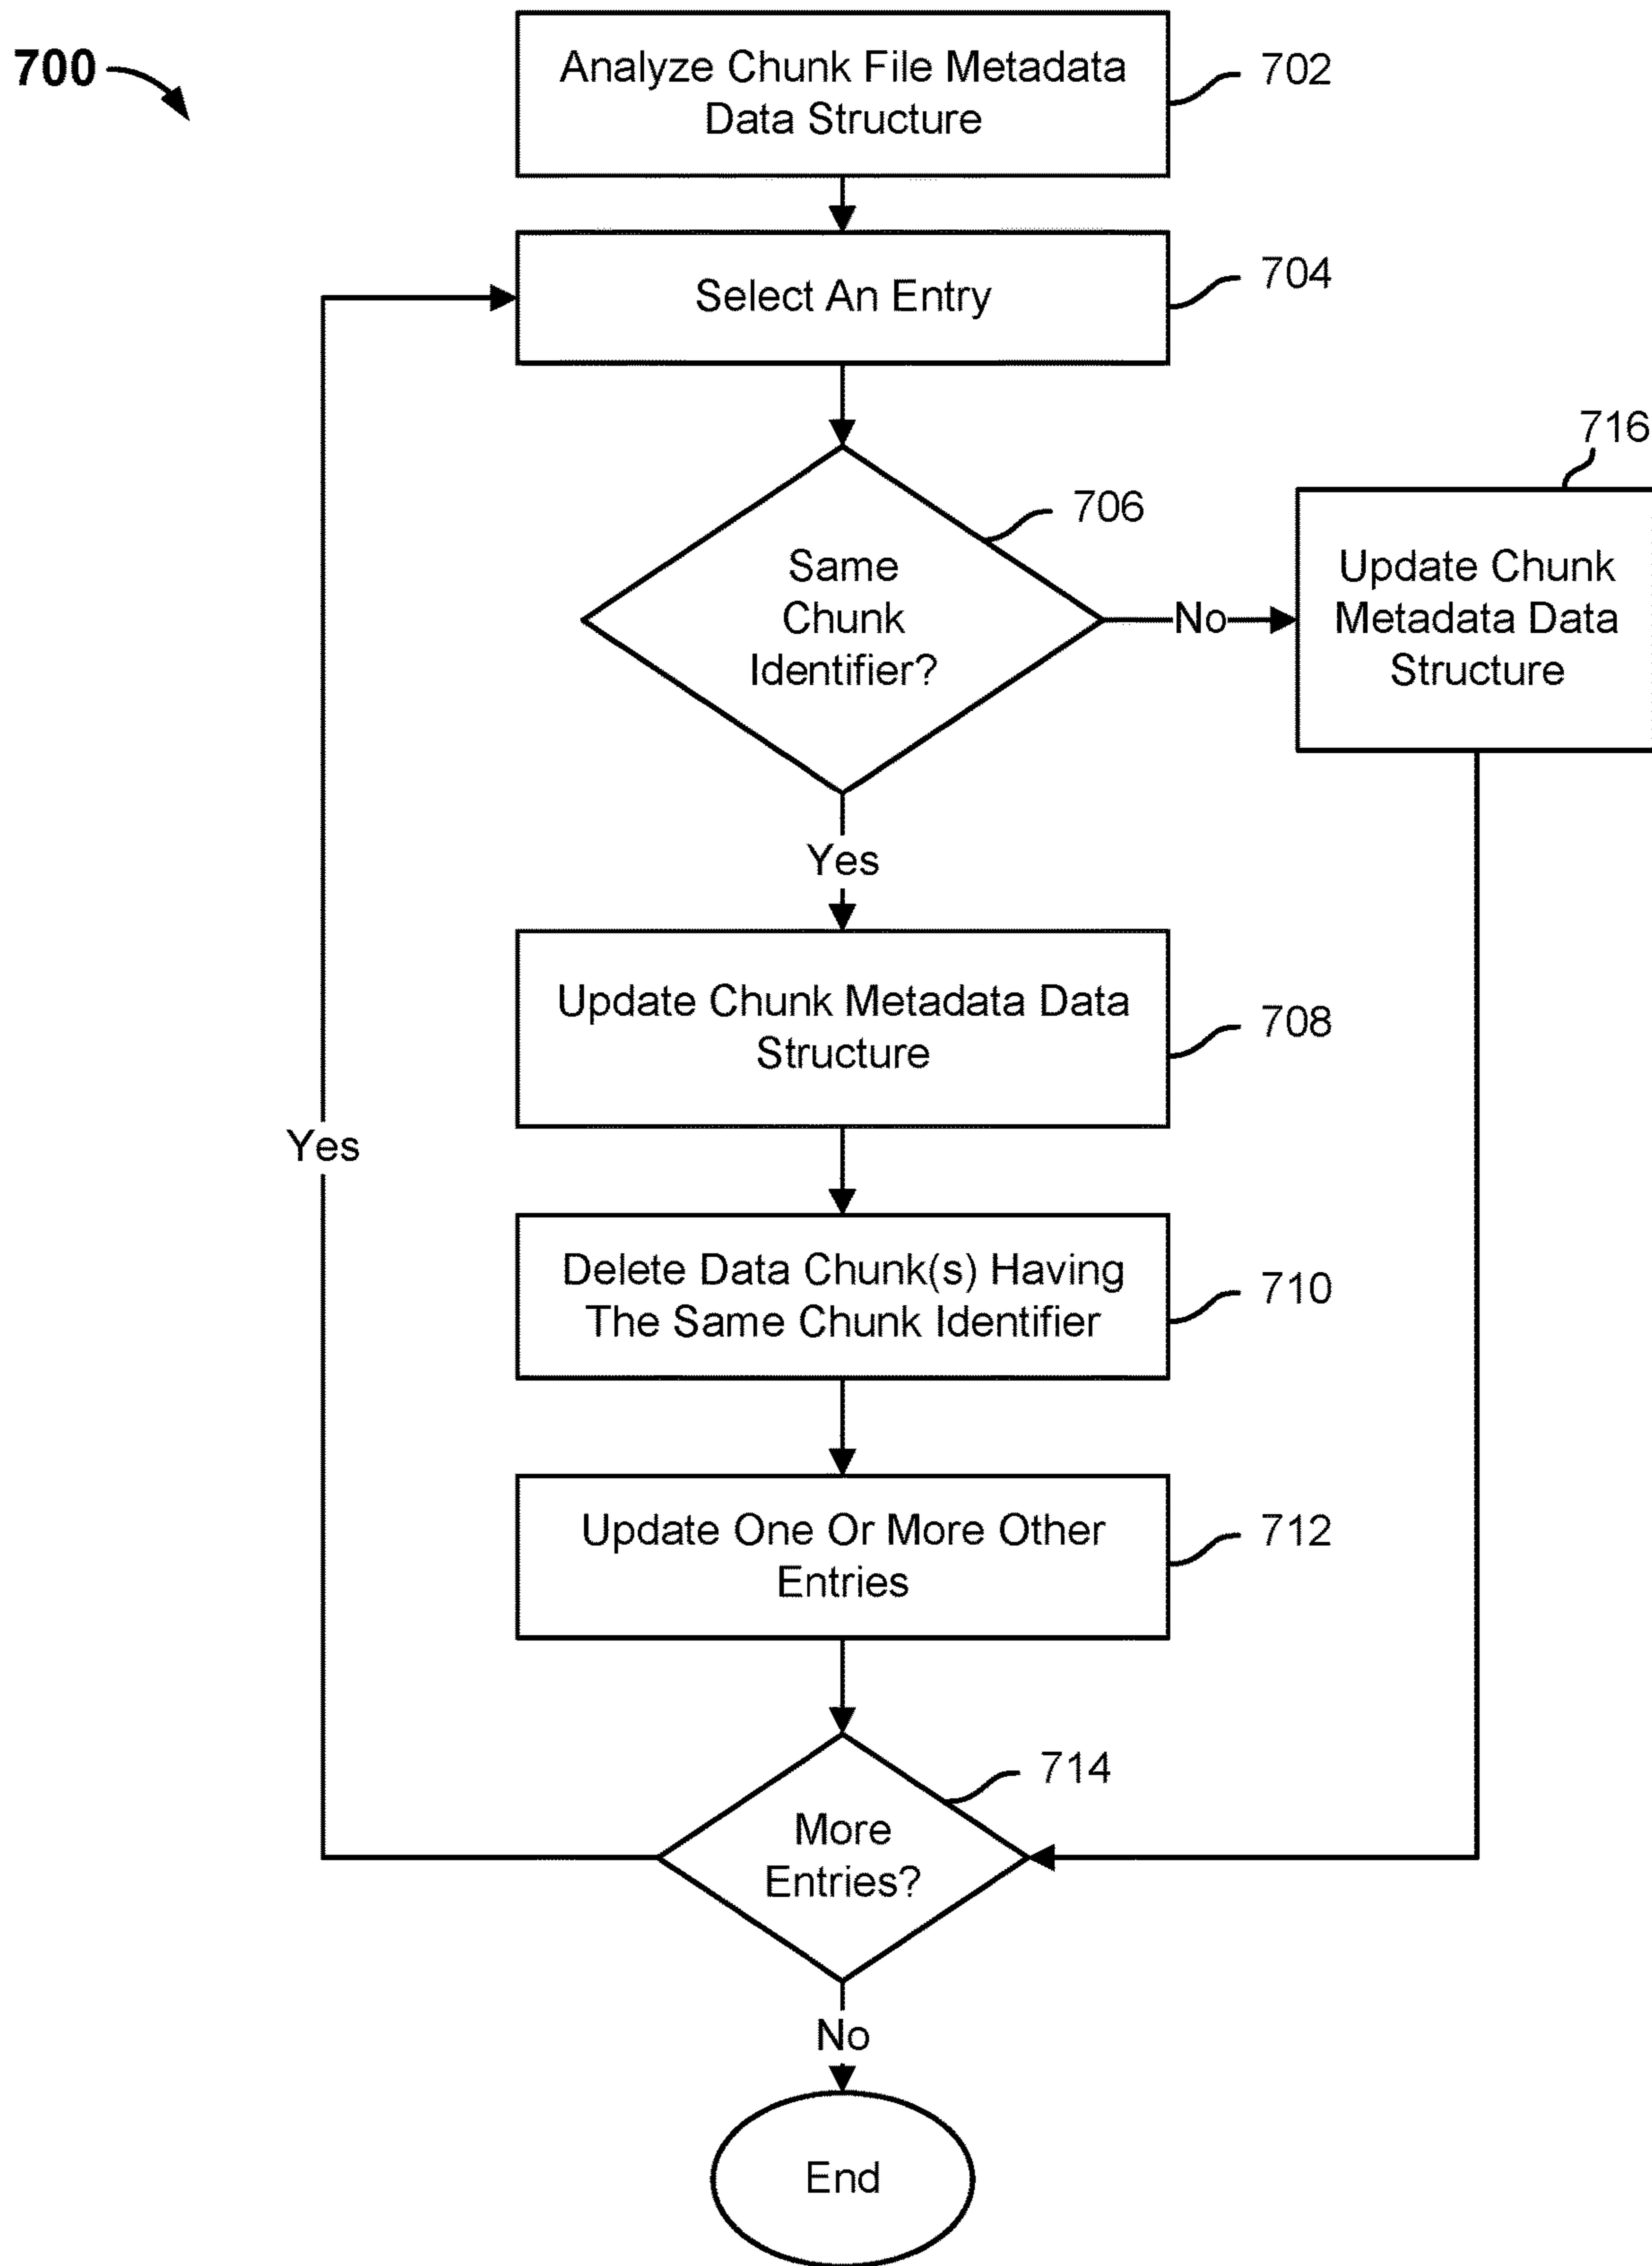 700
Analyze Chunk File Metadata
Data Structure
702
Select An Entry
704
716
706
Same
Chunk
Identifier?
No
Update Chunk
Metadata Data
Structure
Yes
Update Chunk Metadata Data
Structure
708
Yes
Delete Data Chunk(s) Having
The Same Chunk Identifier
710
Update One Or More Other
Entries
712
714
More
Entries?
No
End